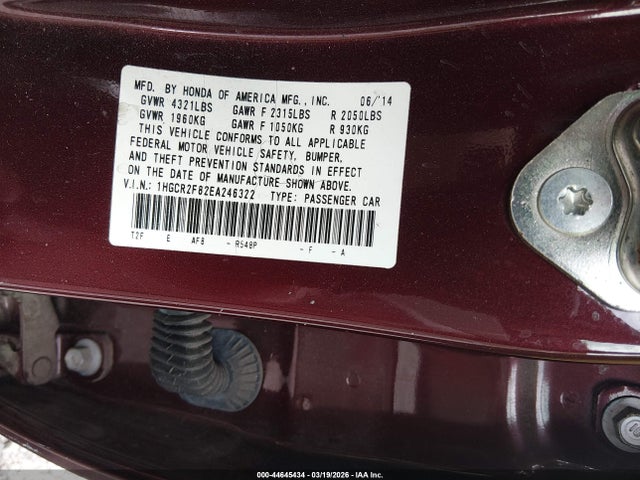 MFD. BY HONDA OF AMERICA MFG., INC. 06/'14
GVWR 4321LBS GAWR F 2315LBS R 2050LBS
GVWR 1960KG GAWR F 1050KG R 930KG
THIS VEHICLE CONFORMS TO ALL APPLICABLE
FEDERAL MOTOR VEHICLE SAFETY, BUMPER,
AND THEFT PREVENTION STANDARDS IN EFFECT
ON THE DATE OF MANUFACTURE SHOWN ABOVE.
V.I.N.: 1HGCR2F82EA246322 TYPE: PASSENGER CAR
T2F E AF8 - R548P - F - A
000-44645434 | 03/19/2026 - IAA Inc.